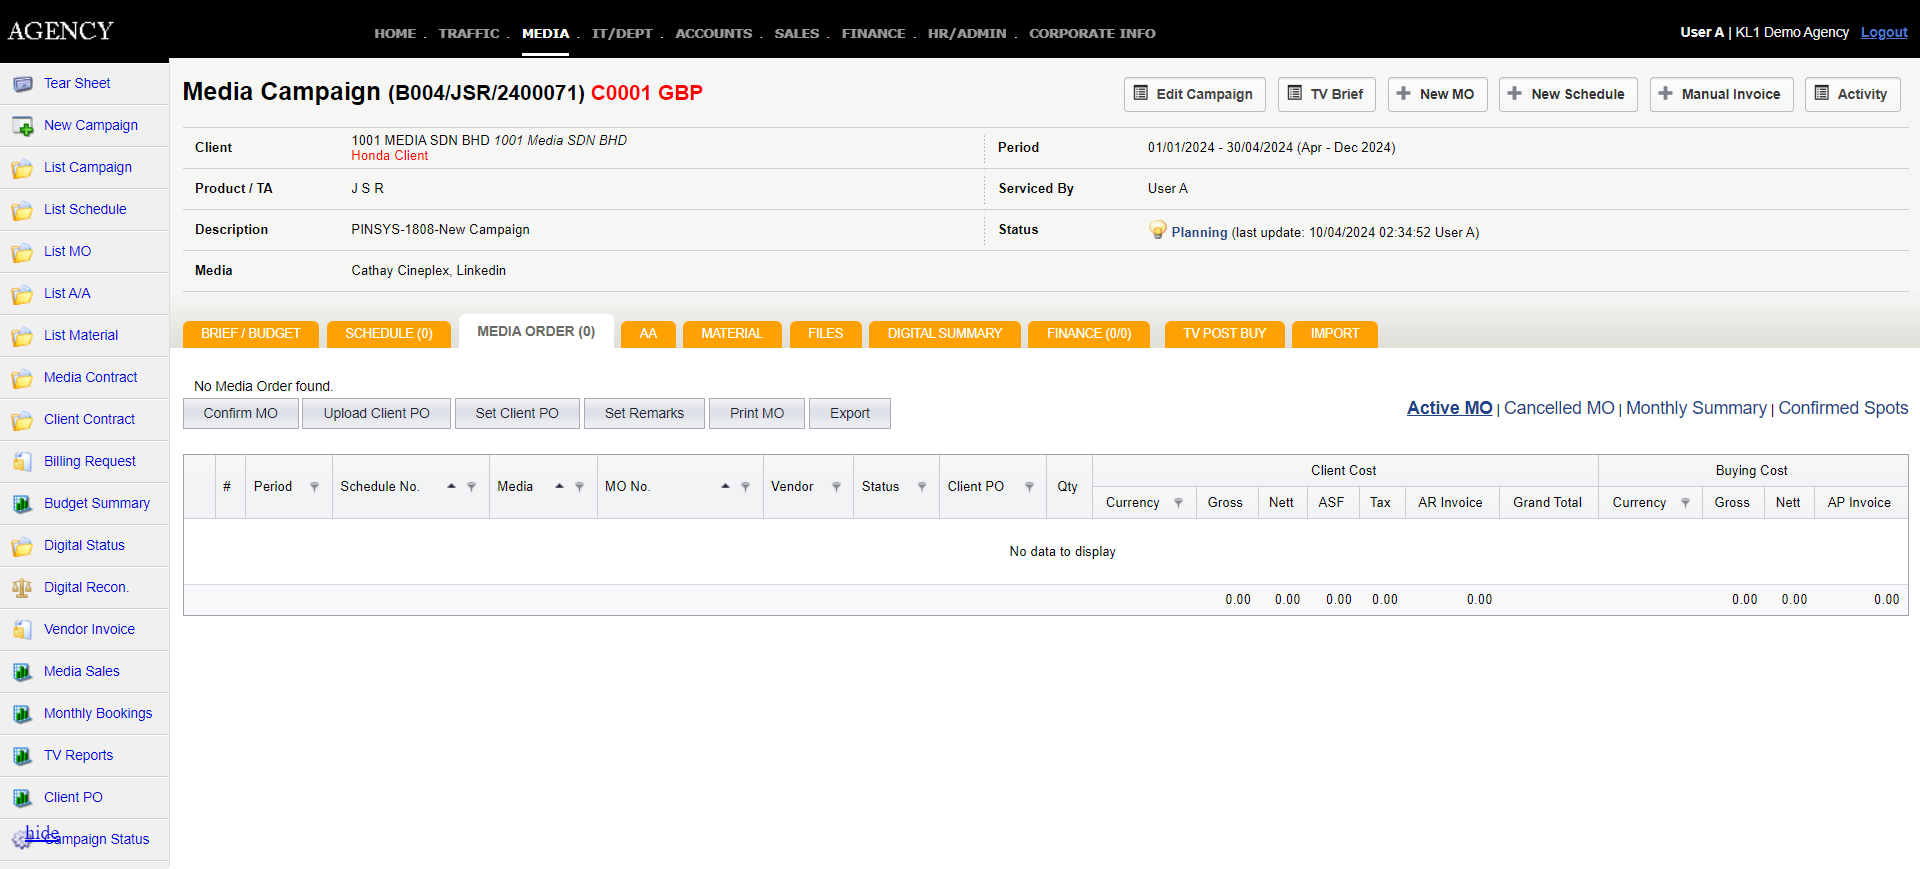 AGENCY
HOME . TRAFFIC . MEDIA . IT/DEPT . ACCOUNTS . SALES . FINANCE . HR/ADMIN . CORPORATE INFO
User A | KL1 Demo Agency Logout
Tear Sheet
New Campaign
List Campaign
List Schedule
List MO
List A/A
List Material
Media Contract
Client Contract
Billing Request
Budget Summary
Digital Status
Digital Recon.
Vendor Invoice
Media Sales
Monthly Bookings
TV Reports
Client PO
hide
Campaign Status
Media Campaign (B004/JSR/2400071) C0001 GBP
Edit Campaign TV Brief New MO New Schedule Manual Invoice Activity
Client 1001 MEDIA SDN BHD 1001 Media SDN BHD
Honda Client
Period 01/01/2024 - 30/04/2024 (Apr - Dec 2024)
Product / TA J S R
Serviced By User A
Description PINSYS-1808-New Campaign
Status Planning (last update: 10/04/2024 02:34:52 User A)
Media Cathay Cineplex, Linkedin
BRIEF / BUDGET SCHEDULE (0) MEDIA ORDER (0) AA MATERIAL FILES DIGITAL SUMMARY FINANCE (0/0) TV POST BUY IMPORT
No Media Order found.
Confirm MO Upload Client PO Set Client PO Set Remarks Print MO Export
Active MO | Cancelled MO | Monthly Summary | Confirmed Spots
# Period Schedule No. Media MO No. Vendor Status Client PO Qty Client Cost Buying Cost
Currency Gross Nett ASF Tax AR Invoice Grand Total Currency Gross Nett AP Invoice
No data to display
0.00 0.00 0.00 0.00 0.00 0.00 0.00 0.00